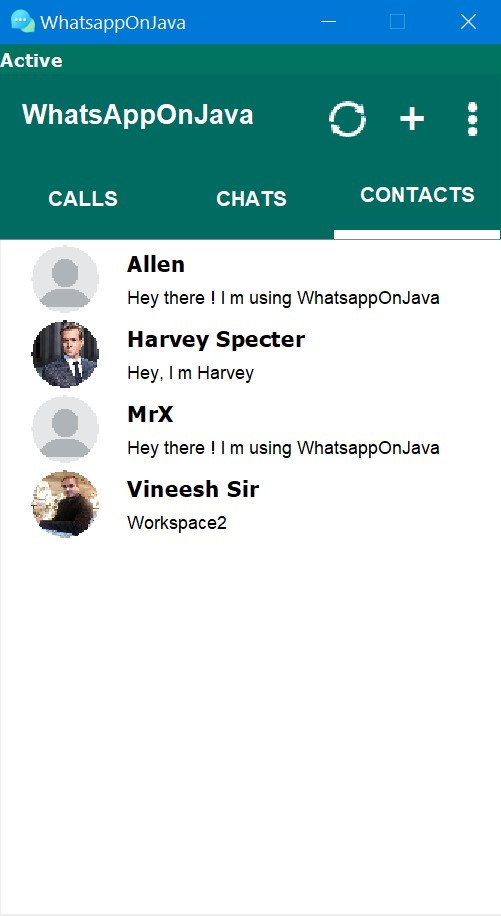 WhatsappOnJava
Active
WhatsAppOnJava
CALLS CHATS CONTACTS
Allen
Hey there ! I m using WhatsappOnJava
Harvey Specter
Hey, I m Harvey
MrX
Hey there ! I m using WhatsappOnJava
Vineesh Sir
Workspace2